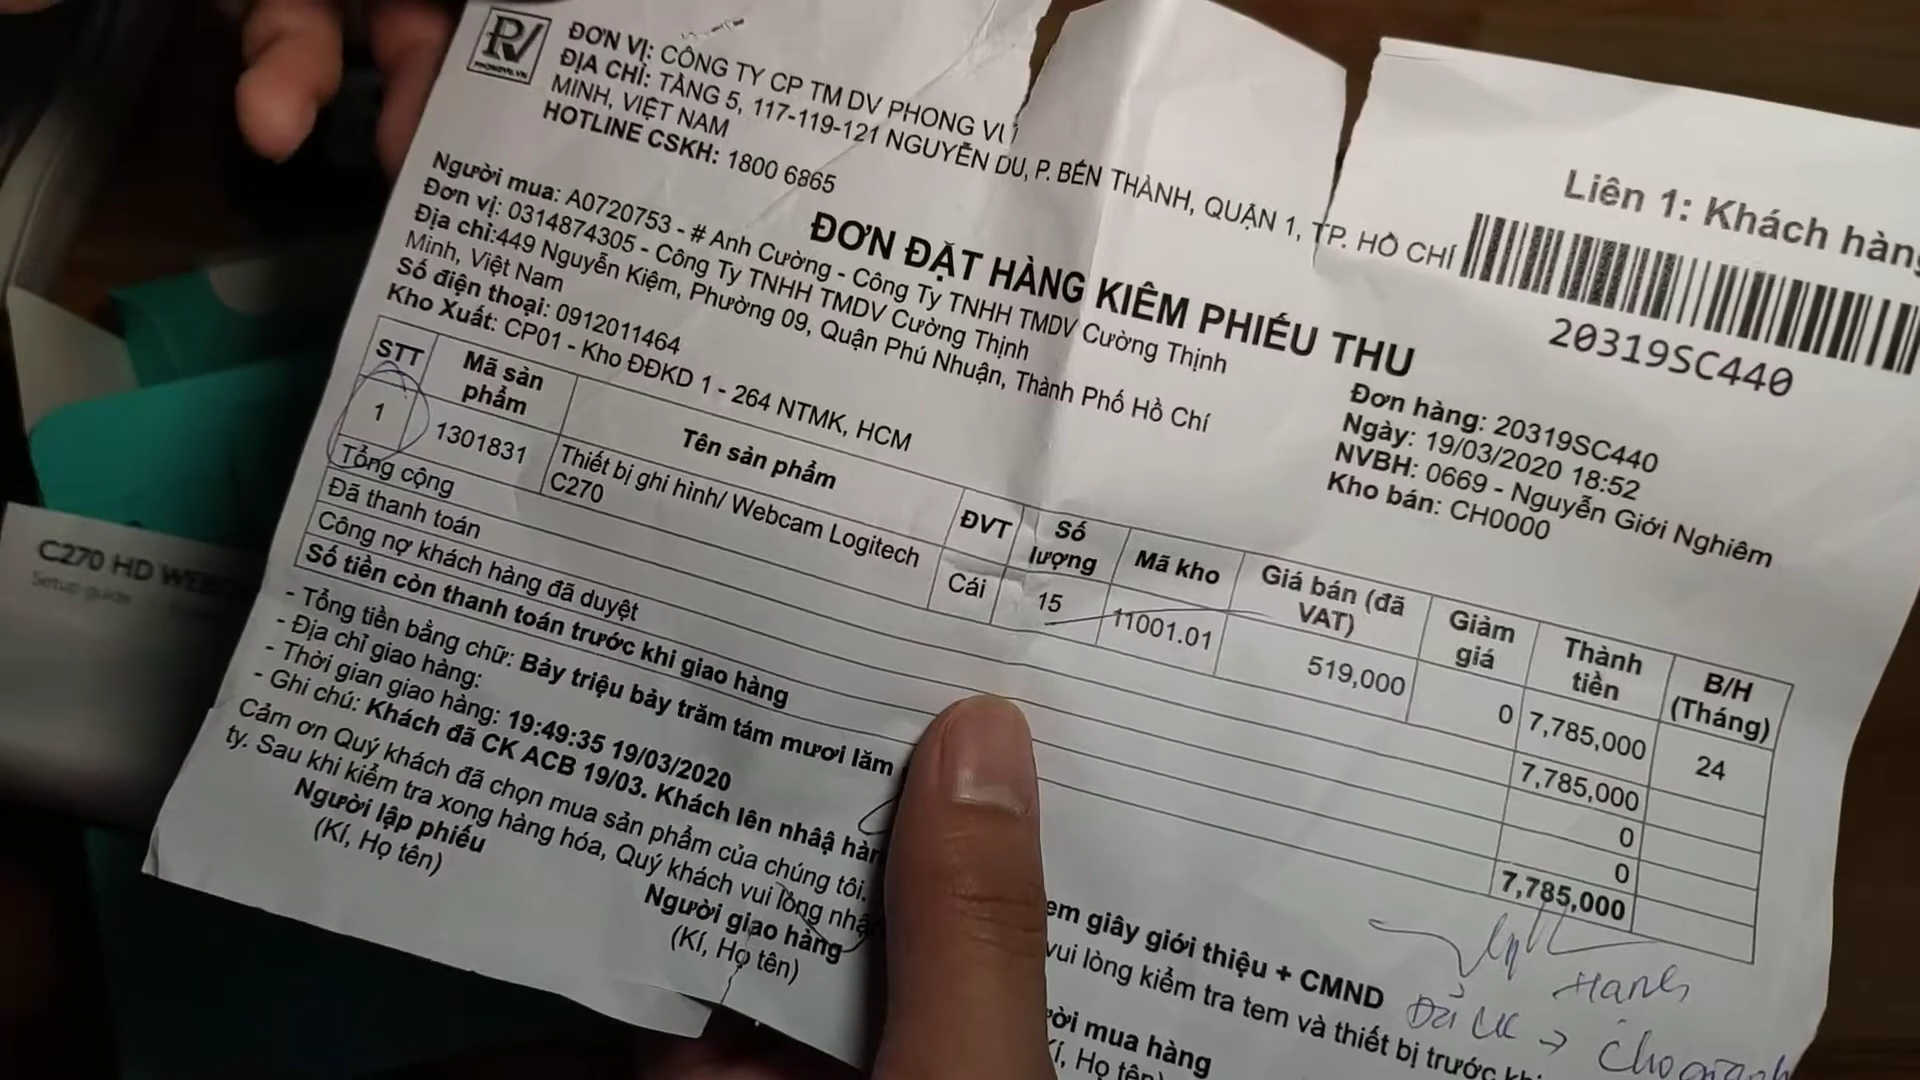 PV
PHONGVU.VN
ĐƠN VỊ: CÔNG TY CP TM DV PHONG VŨ
ĐỊA CHỈ: TẦNG 5, 117-119-121 NGUYỄN DU, P. BẾN THÀNH, QUẬN 1, TP. HỒ CHÍ
MINH, VIỆT NAM
HOTLINE CSKH: 1800 6865
Liên 1: Khách hàng
20319SC440
ĐƠN ĐẶT HÀNG KIÊM PHIẾU THU
Người mua: A0720753 - # Anh Cường - Công Ty TNHH TMDV Cường Thịnh
Đơn vị: 0314874305 - Công Ty TNHH TMDV Cường Thịnh
Địa chỉ:449 Nguyễn Kiệm, Phường 09, Quận Phú Nhuận, Thành Phố Hồ Chí
Minh, Việt Nam
Số điện thoại: 0912011464
Kho Xuất: CP01 - Kho ĐĐKD 1 - 264 NTMK, HCM
Đơn hàng: 20319SC440
Ngày: 19/03/2020 18:52
NVBH: 0669 - Nguyễn Giới Nghiêm
Kho bán: CH0000
STT Mã sản phẩm Tên sản phẩm ĐVT Số lượng Mã kho Giá bán (đã VAT) Giảm giá Thành tiền B/H (Tháng)
1 1301831 Thiết bị ghi hình/ Webcam Logitech C270 Cái 15 11001.01 519,000 0 7,785,000 24
Tổng cộng 7,785,000
Đã thanh toán 0
Công nợ khách hàng đã duyệt 0
Số tiền còn thanh toán trước khi giao hàng 7,785,000
- Tổng tiền bằng chữ: Bảy triệu bảy trăm tám mươi lăm
- Địa chỉ giao hàng:
- Thời gian giao hàng: 19:49:35 19/03/2020
- Ghi chú: Khách đã CK ACB 19/03. Khách lên nhâậ hàn
em giây giới thiệu + CMND
Cảm ơn Quý khách đã chọn mua sản phẩm của chúng tôi.
vui lòng kiểm tra tem và thiết bị trước khi
ty. Sau khi kiểm tra xong hàng hóa, Quý khách vui lòng nhậ
Người lập phiếu
(Kí, Họ tên)
Người giao hàng
(Kí, Họ tên)
ời mua hàng
Kí, Họ tên)
C270 HD WEBC
Setup guide